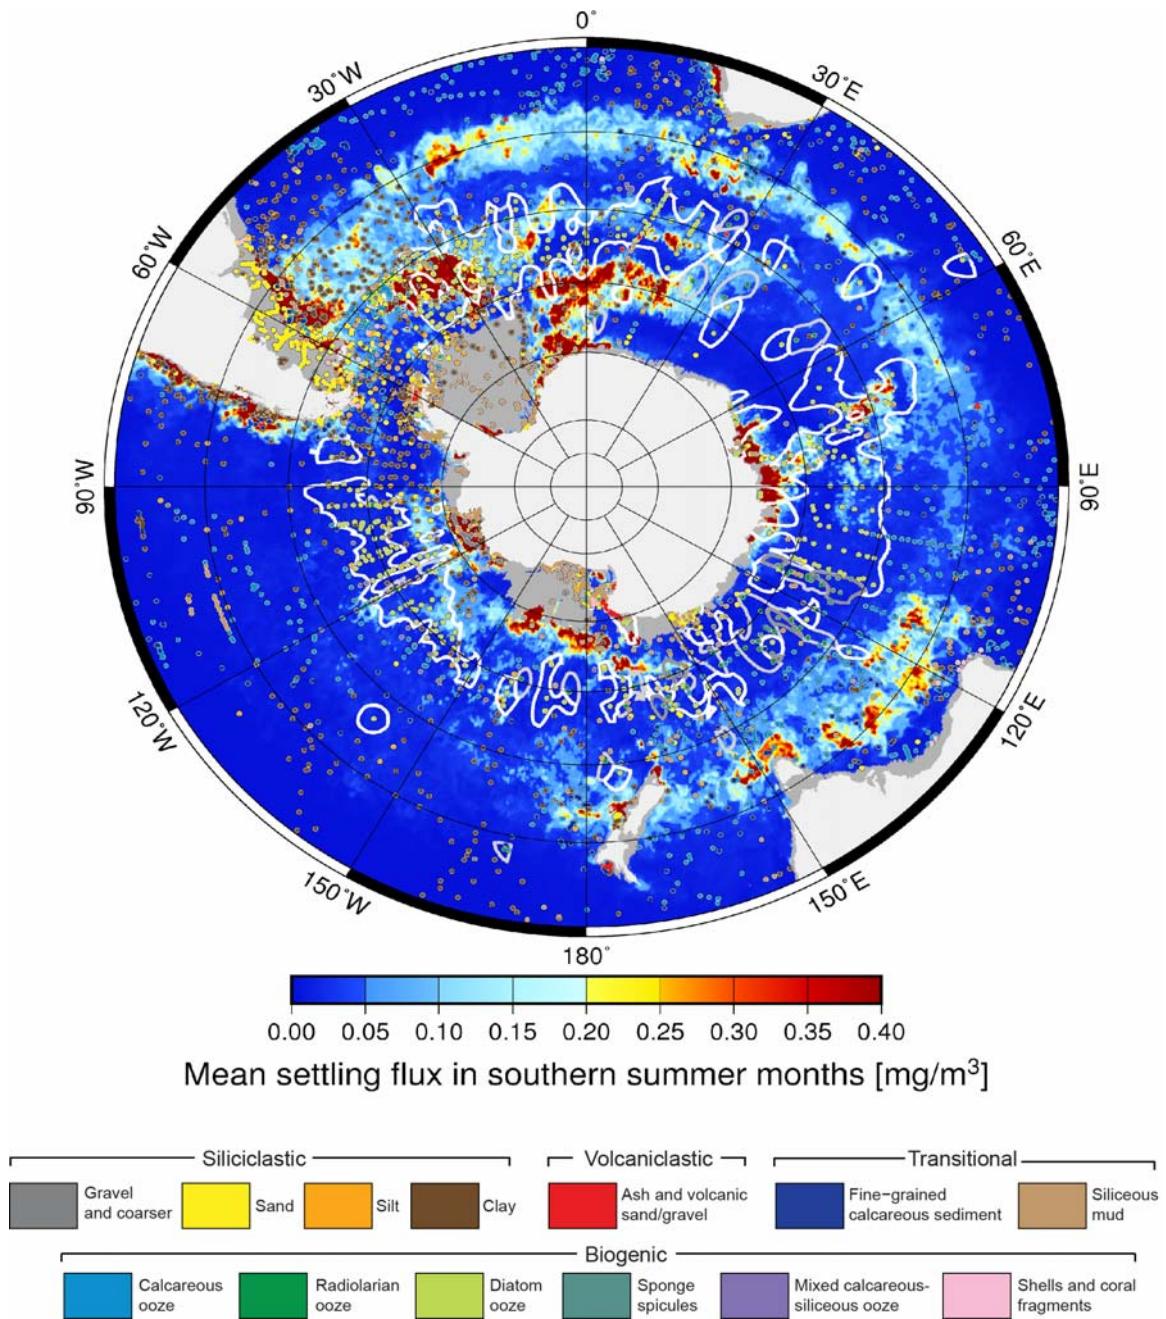 0°
30°W
30°E
60°W
60°E
90°W
90°E
120°W
120°E
150°W
150°E
180°
0.00 0.05 0.10 0.15 0.20 0.25 0.30 0.35 0.40
Mean settling flux in southern summer months [mg/m³]
Siliciclastic Volcaniclastic Transitional
Gravel and coarser
Sand
Silt
Clay
Ash and volcanic sand/gravel
Fine−grained calcareous sediment
Siliceous mud
Biogenic
Calcareous ooze
Radiolarian ooze
Diatom ooze
Sponge spicules
Mixed calcareous-siliceous ooze
Shells and coral fragments